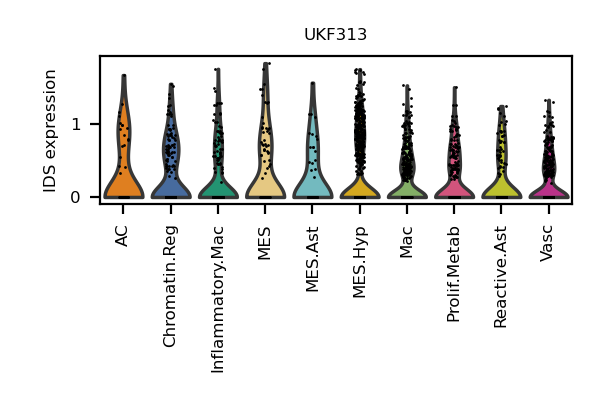 UKF313
IDS expression
1
0
AC
Chromatin.Reg
Inflammatory.Mac
MES
MES.Ast
MES.Hyp
Mac
Prolif.Metab
Reactive.Ast
Vasc